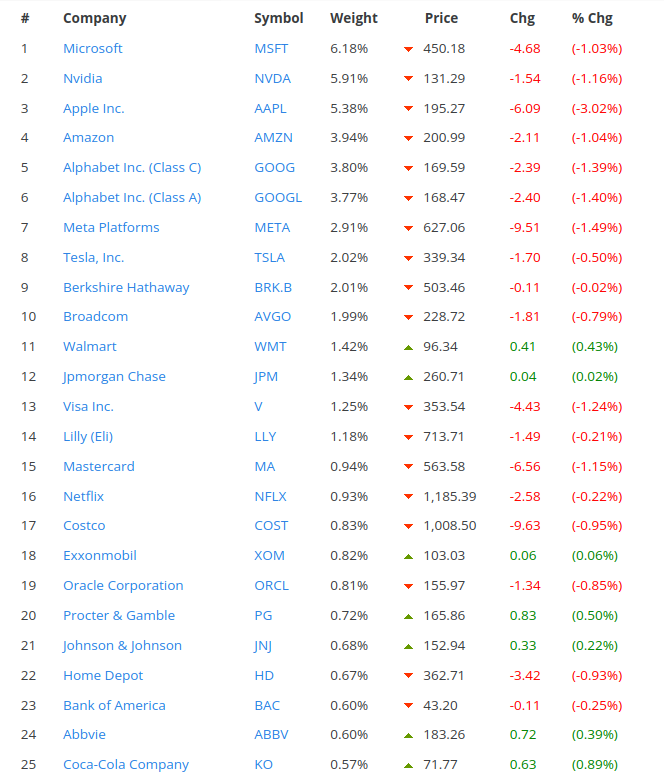 # Company Symbol Weight Price Chg % Chg
1 Microsoft MSFT 6.18% 450.18 -4.68 (-1.03%)
2 Nvidia NVDA 5.91% 131.29 -1.54 (-1.16%)
3 Apple Inc. AAPL 5.38% 195.27 -6.09 (-3.02%)
4 Amazon AMZN 3.94% 200.99 -2.11 (-1.04%)
5 Alphabet Inc. (Class C) GOOG 3.80% 169.59 -2.39 (-1.39%)
6 Alphabet Inc. (Class A) GOOGL 3.77% 168.47 -2.40 (-1.40%)
7 Meta Platforms META 2.91% 627.06 -9.51 (-1.49%)
8 Tesla, Inc. TSLA 2.02% 339.34 -1.70 (-0.50%)
9 Berkshire Hathaway BRK.B 2.01% 503.46 -0.11 (-0.02%)
10 Broadcom AVGO 1.99% 228.72 -1.81 (-0.79%)
11 Walmart WMT 1.42% 96.34 0.41 (0.43%)
12 Jpmorgan Chase JPM 1.34% 260.71 0.04 (0.02%)
13 Visa Inc. V 1.25% 353.54 -4.43 (-1.24%)
14 Lilly (Eli) LLY 1.18% 713.71 -1.49 (-0.21%)
15 Mastercard MA 0.94% 563.58 -6.56 (-1.15%)
16 Netflix NFLX 0.93% 1,185.39 -2.58 (-0.22%)
17 Costco COST 0.83% 1,008.50 -9.63 (-0.95%)
18 Exxonmobil XOM 0.82% 103.03 0.06 (0.06%)
19 Oracle Corporation ORCL 0.81% 155.97 -1.34 (-0.85%)
20 Procter & Gamble PG 0.72% 165.86 0.83 (0.50%)
21 Johnson & Johnson JNJ 0.68% 152.94 0.33 (0.22%)
22 Home Depot HD 0.67% 362.71 -3.42 (-0.93%)
23 Bank of America BAC 0.60% 43.20 -0.11 (-0.25%)
24 Abbvie ABBV 0.60% 183.26 0.72 (0.39%)
25 Coca-Cola Company KO 0.57% 71.77 0.63 (0.89%)